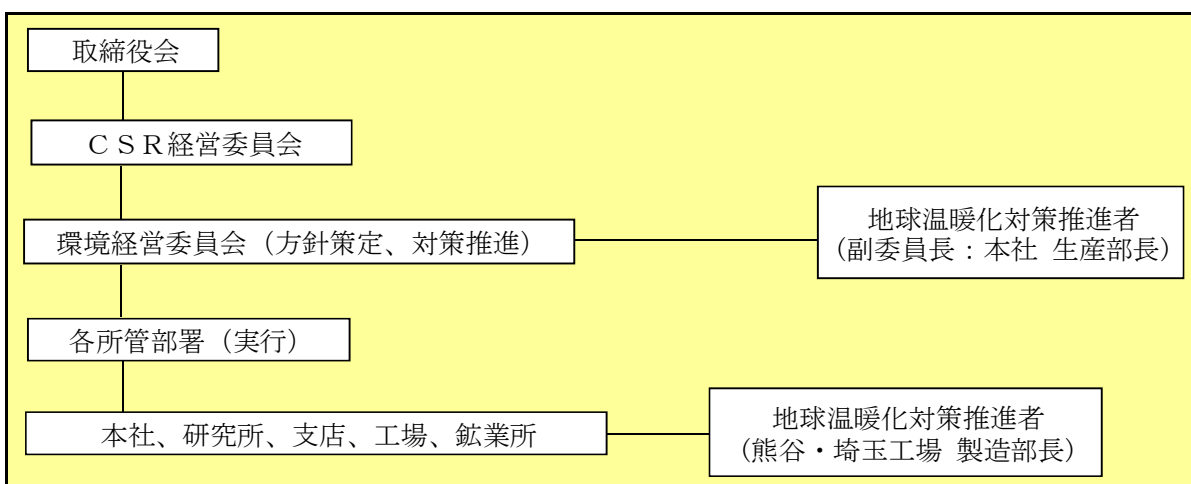 取締役会
ＣＳＲ経営委員会
環境経営委員会（方針策定、対策推進）
地球温暖化対策推進者
（副委員長：本社 生産部長）
各所管部署（実行）
本社、研究所、支店、工場、鉱業所
地球温暖化対策推進者
（熊谷・埼玉工場 製造部長）